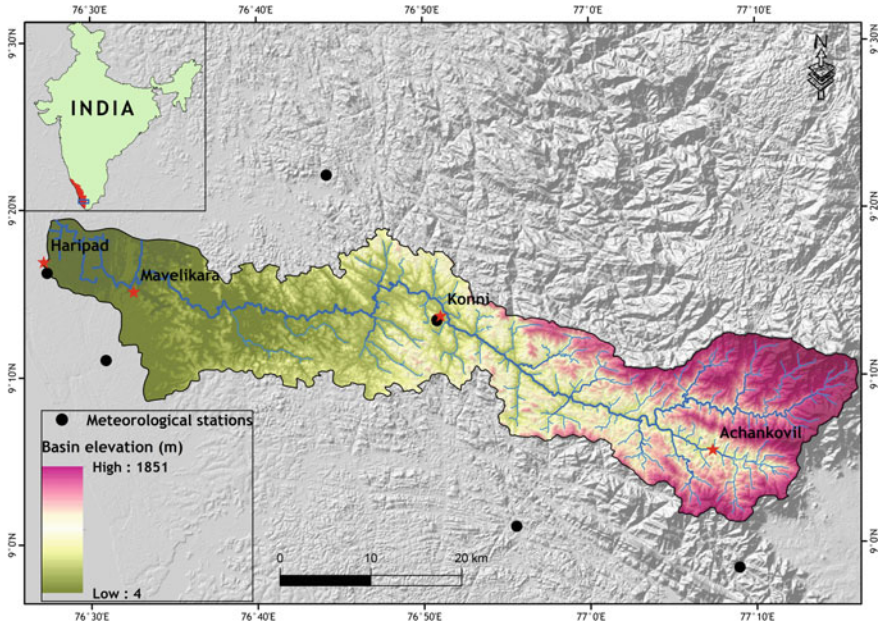 76°30'E
76°40'E
76°50'E
77°0'E
77°10'E
9°30'N
9°30'N
INDIA
N
9°20'N
9°20'N
Haripad
Mavelikara
Konni
9°10'N
9°10'N
Meteorological stations
Basin elevation (m)
High : 1851
Low : 4
Achankovil
9°0'N
9°0'N
0
10
20 km
76°30'E
76°40'E
76°50'E
77°0'E
77°10'E